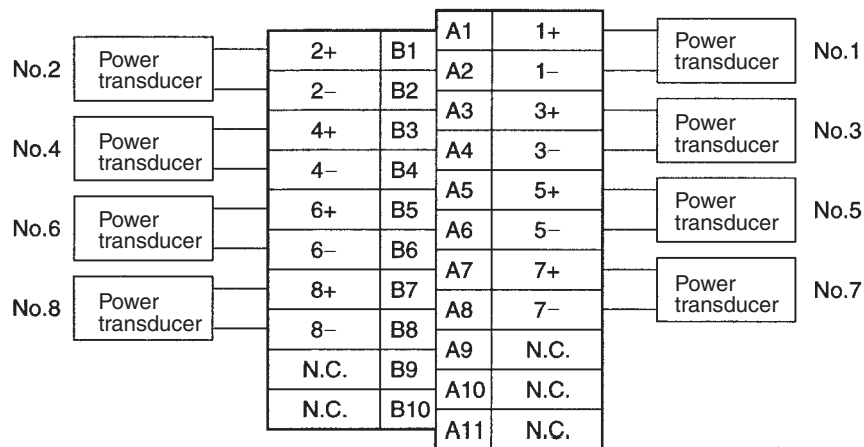 A1 1+
No.1 Power
transducer
2+ B1
No.2 Power
transducer
A2 1−
2− B2
A3 3+
No.3 Power
transducer
4+ B3
No.4 Power
transducer
A4 3−
4− B4
A5 5+
No.5 Power
transducer
6+ B5
No.6 Power
transducer
A6 5−
6− B6
A7 7+
No.7 Power
transducer
8+ B7
No.8 Power
transducer
A8 7−
8− B8
A9 N.C.
N.C. B9
A10 N.C.
N.C. B10
A11 N.C.